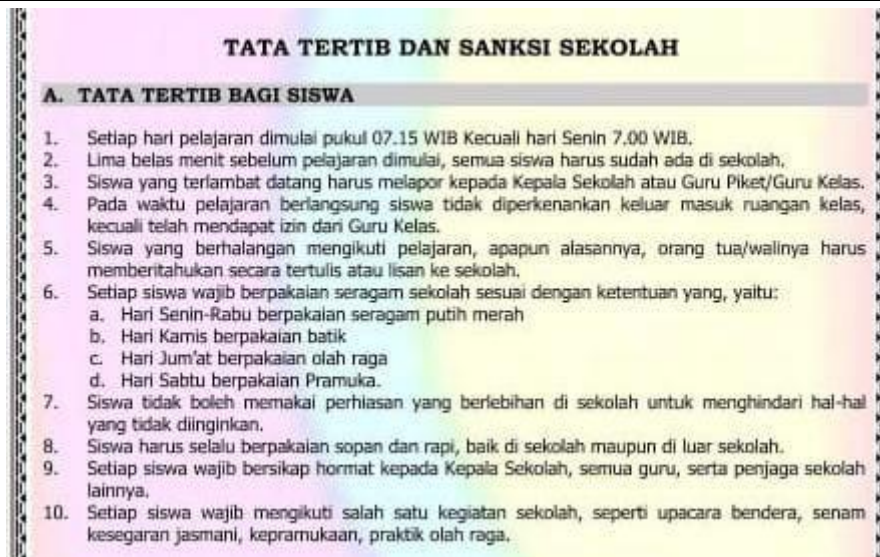 TATA TERTIB DAN SANKSI SEKOLAH
A. TATA TERTIB BAGI SISWA
1. Setiap hari pelajaran dimulai pukul 07.15 WIB Kecuali hari Senin 7.00 WIB.
2. Lima belas menit sebelum pelajaran dimulai, semua siswa harus sudah ada di sekolah.
3. Siswa yang terlambat datang harus melapor kepada Kepala Sekolah atau Guru Piket/Guru Kelas.
4. Pada waktu pelajaran berlangsung siswa tidak diperkenankan keluar masuk ruangan kelas,
kecuali telah mendapat izin dari Guru Kelas.
5. Siswa yang berhalangan mengikuti pelajaran, apapun alasannya, orang tua/walinya harus
memberitahukan secara tertulis atau lisan ke sekolah.
6. Setiap siswa wajib berpakaian seragam sekolah sesuai dengan ketentuan yang, yaitu:
a. Hari Senin-Rabu berpakaian seragam putih merah
b. Hari Kamis berpakaian batik
c. Hari Jum'at berpakaian olah raga
d. Hari Sabtu berpakaian Pramuka.
7. Siswa tidak boleh memakai perhiasan yang berlebihan di sekolah untuk menghindari hal-hal
yang tidak diinginkan.
8. Siswa harus selalu berpakaian sopan dan rapi, baik di sekolah maupun di luar sekolah.
9. Setiap siswa wajib bersikap hormat kepada Kepala Sekolah, semua guru, serta penjaga sekolah
lainnya.
10. Setiap siswa wajib mengikuti salah satu kegiatan sekolah, seperti upacara bendera, senam
kesegaran jasmani, kepramukaan, praktik olah raga.